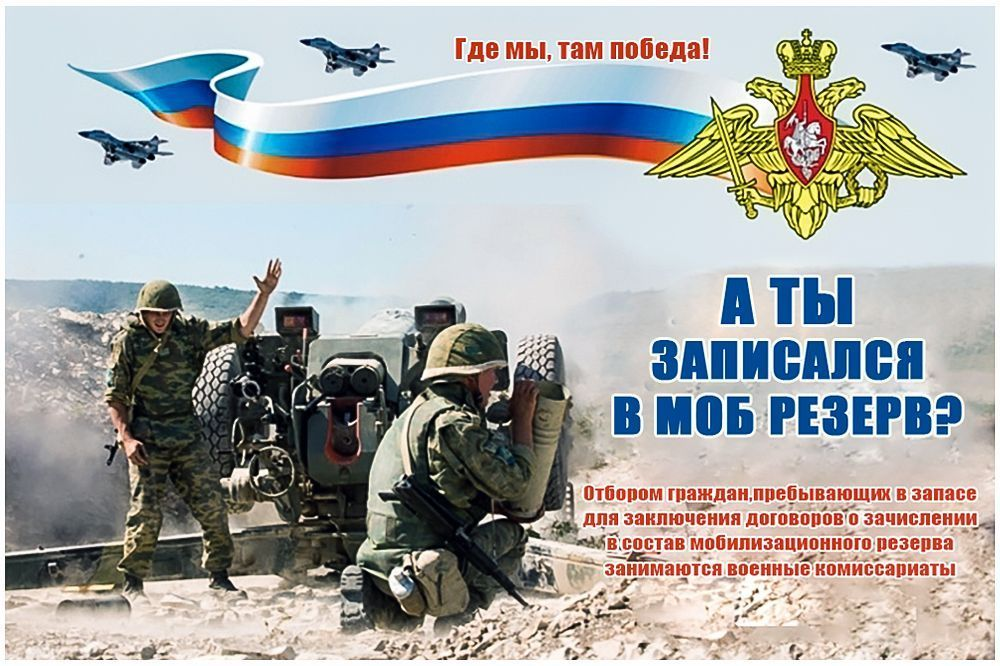 Где мы, там победа!
А ТЫ
ЗАПИСАЛСЯ
В МОБ РЕЗЕРВ?
Отбором граждан,пребывающих в запасе
для заключения договоров о зачислении
в состав мобилизационного резерва
занимаются военные комиссариаты